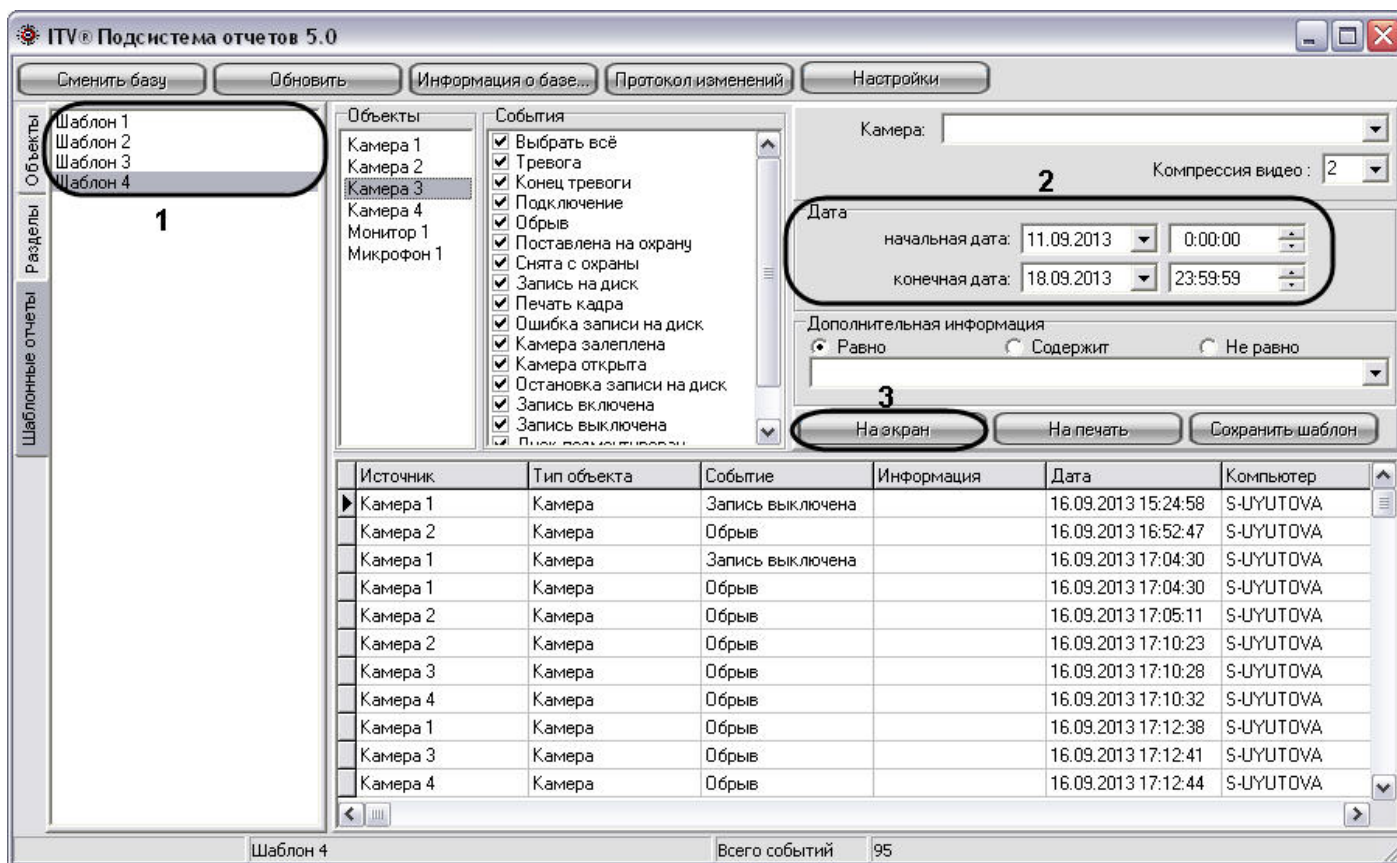 ITV® Подсистема отчетов 5.0
Сменить базу Обновить Информация о базе... Протокол изменений Настройки
Объекты
Разделы
Шаблонные отчеты
Шаблон 1
Шаблон 2
Шаблон 3
Шаблон 4
1
Объекты
Камера 1
Камера 2
Камера 3
Камера 4
Монитор 1
Микрофон 1
События
Выбрать всё
Тревога
Конец тревоги
Подключение
Обрыв
Поставлена на охрану
Снята с охраны
Запись на диск
Печать кадра
Ошибка записи на диск
Камера залеплена
Камера открыта
Остановка записи на диск
Запись включена
Запись выключена
Камера:
Компрессия видео : 2
2
Дата
начальная дата: 11.09.2013 0:00:00
конечная дата: 18.09.2013 23:59:59
Дополнительная информация
Равно Содержит Не равно
3
На экран На печать Сохранить шаблон
Источник Тип объекта Событие Информация Дата Компьютер
Камера 1 Камера Запись выключена 16.09.2013 15:24:58 S-UYUTOVA
Камера 2 Камера Обрыв 16.09.2013 16:52:47 S-UYUTOVA
Камера 1 Камера Запись выключена 16.09.2013 17:04:30 S-UYUTOVA
Камера 1 Камера Обрыв 16.09.2013 17:04:30 S-UYUTOVA
Камера 2 Камера Обрыв 16.09.2013 17:05:11 S-UYUTOVA
Камера 2 Камера Обрыв 16.09.2013 17:10:23 S-UYUTOVA
Камера 3 Камера Обрыв 16.09.2013 17:10:28 S-UYUTOVA
Камера 4 Камера Обрыв 16.09.2013 17:10:32 S-UYUTOVA
Камера 1 Камера Обрыв 16.09.2013 17:12:38 S-UYUTOVA
Камера 3 Камера Обрыв 16.09.2013 17:12:41 S-UYUTOVA
Камера 4 Камера Обрыв 16.09.2013 17:12:44 S-UYUTOVA
Шаблон 4 Всего событий 95